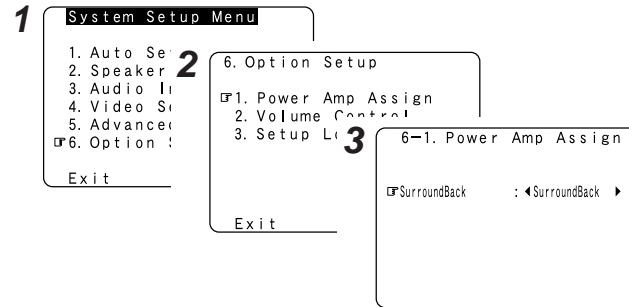 1
System Setup Menu
1. Auto Se
2. Speaker
3. Audio I
4. Video S
5. Advanced
☞6. Option
Exit
2
6. Option Setup
☞1. Power Amp Assign
2. Volume Control
3. Setup L
Exit
3
6-1. Power Amp Assign
☞SurroundBack :◀SurroundBack ▶